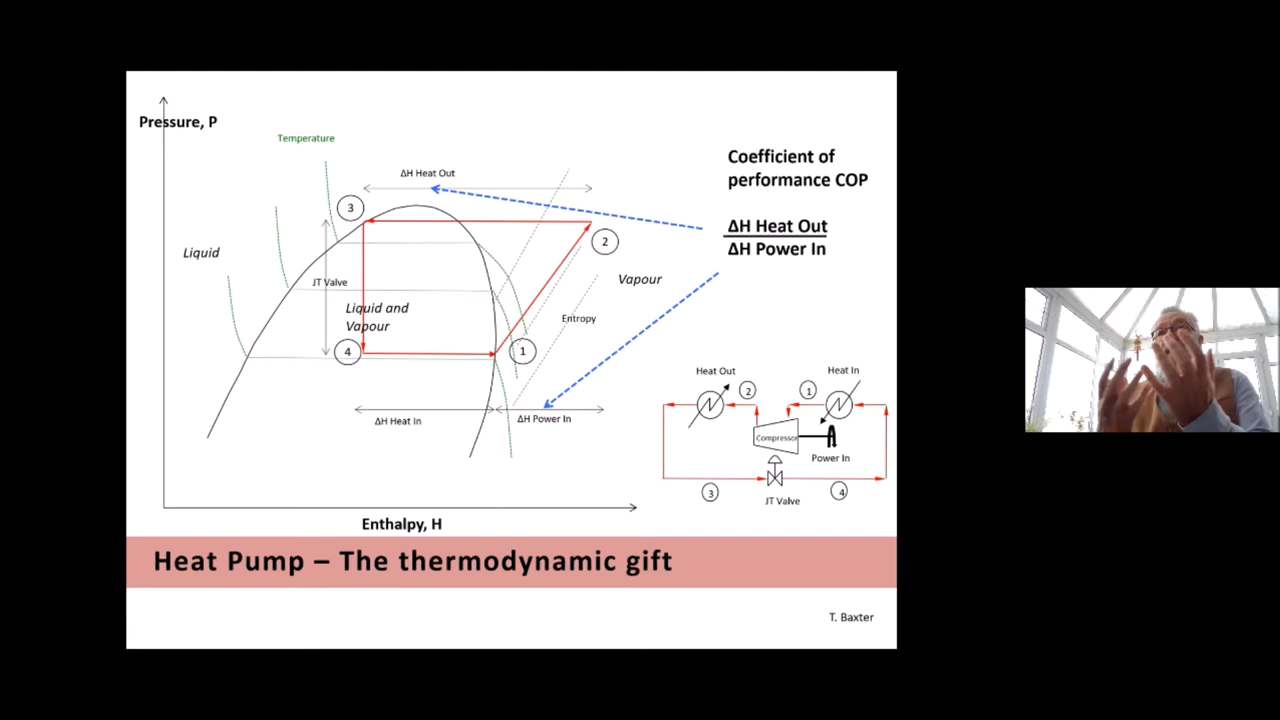 Pressure, P
Temperature
ΔH Heat Out
3
2
Liquid
JT Valve
Liquid and
Vapour
Vapour
Entropy
4
1
ΔH Heat In
ΔH Power In
Enthalpy, H
Coefficient of
performance COP
ΔH Heat Out
ΔH Power In
Heat Out
Heat In
2
1
Compressor
Power In
3
JT Valve
4
Heat Pump – The thermodynamic gift
T. Baxter